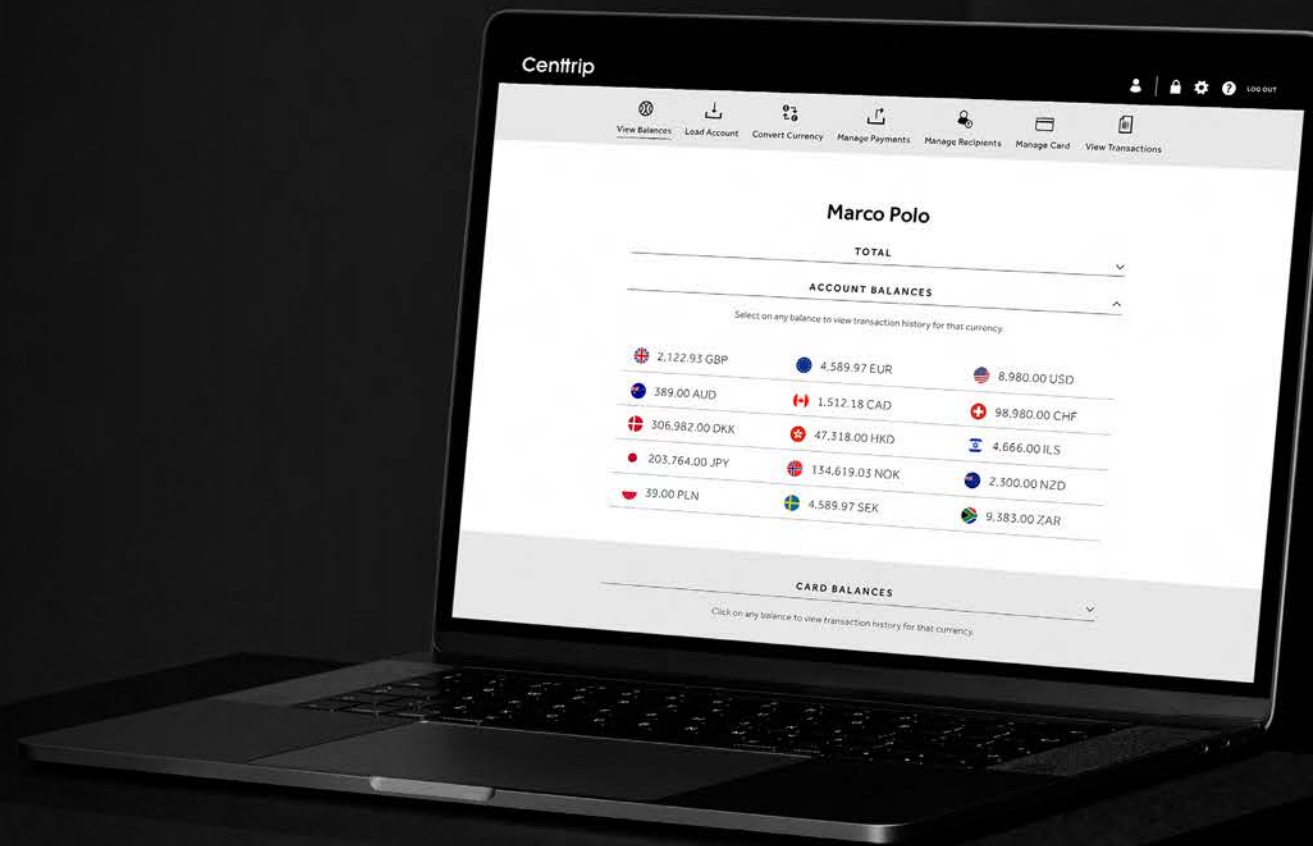 Centtrip
LOG OUT
View Balances Load Account Convert Currency Manage Payments Manage Recipients Manage Card View Transactions
Marco Polo
TOTAL
ACCOUNT BALANCES
Select on any balance to view transaction history for that currency.
2,122.93 GBP 4,589.97 EUR 8,980.00 USD
389.00 AUD 1,512.18 CAD 98,980.00 CHF
306,982.00 DKK 47,318.00 HKD 4,666.00 ILS
203,764.00 JPY 134,619.03 NOK 2,300.00 NZD
39.00 PLN 4,589.97 SEK 9,383.00 ZAR
CARD BALANCES
Click on any balance to view transaction history for that currency.